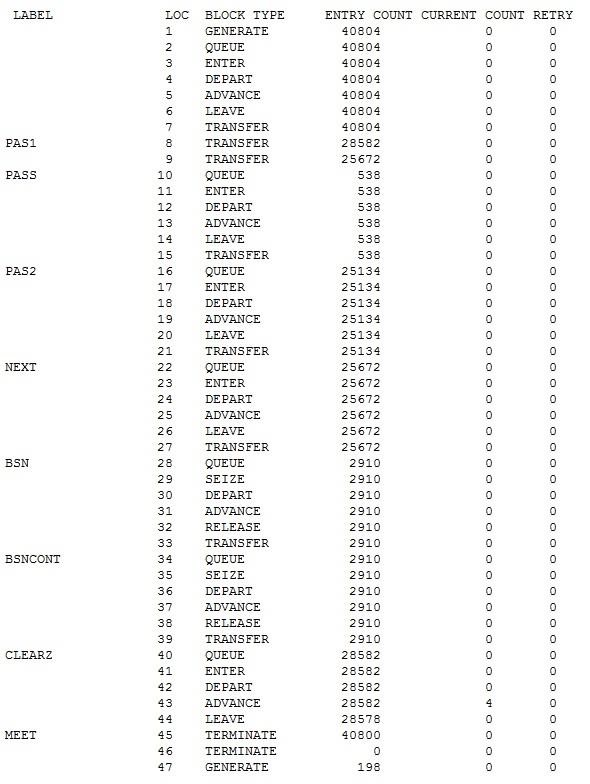 LABEL LOC BLOCK TYPE ENTRY COUNT CURRENT COUNT RETRY
1 GENERATE 40804 0 0
2 QUEUE 40804 0 0
3 ENTER 40804 0 0
4 DEPART 40804 0 0
5 ADVANCE 40804 0 0
6 LEAVE 40804 0 0
7 TRANSFER 40804 0 0
PAS1 8 TRANSFER 28582 0 0
9 TRANSFER 25672 0 0
PASS 10 QUEUE 538 0 0
11 ENTER 538 0 0
12 DEPART 538 0 0
13 ADVANCE 538 0 0
14 LEAVE 538 0 0
15 TRANSFER 538 0 0
PAS2 16 QUEUE 25134 0 0
17 ENTER 25134 0 0
18 DEPART 25134 0 0
19 ADVANCE 25134 0 0
20 LEAVE 25134 0 0
21 TRANSFER 25134 0 0
NEXT 22 QUEUE 25672 0 0
23 ENTER 25672 0 0
24 DEPART 25672 0 0
25 ADVANCE 25672 0 0
26 LEAVE 25672 0 0
27 TRANSFER 25672 0 0
BSN 28 QUEUE 2910 0 0
29 SEIZE 2910 0 0
30 DEPART 2910 0 0
31 ADVANCE 2910 0 0
32 RELEASE 2910 0 0
33 TRANSFER 2910 0 0
BSNCONT 34 QUEUE 2910 0 0
35 SEIZE 2910 0 0
36 DEPART 2910 0 0
37 ADVANCE 2910 0 0
38 RELEASE 2910 0 0
39 TRANSFER 2910 0 0
CLEARZ 40 QUEUE 28582 0 0
41 ENTER 28582 0 0
42 DEPART 28582 0 0
43 ADVANCE 28582 4 0
44 LEAVE 28578 0 0
MEET 45 TERMINATE 40800 0 0
46 TERMINATE 0 0 0
47 GENERATE 198 0 0